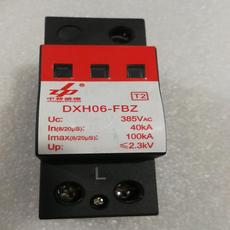 T2
DXH06-FBZ
Uc: 385VAC
In(8/20μS): 40kA
Imax(8/20μS): 100kA
Up: ≤2.3kV
L